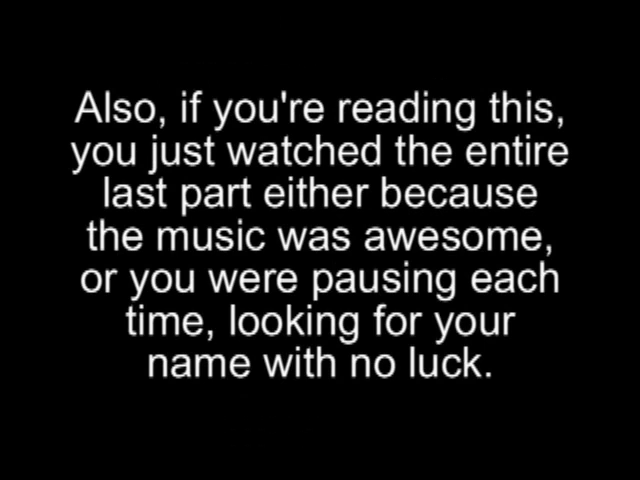 Also, if you're reading this,
you just watched the entire
last part either because
the music was awesome,
or you were pausing each
time, looking for your
name with no luck.